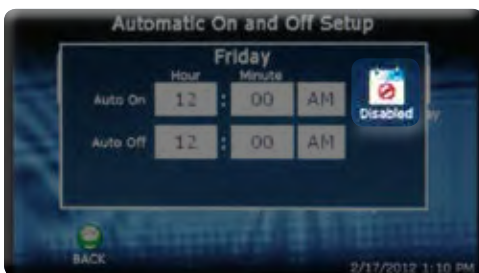 Automatic On and Off Setup
Friday
Hour Minute
Auto On 12 : 00 AM
Disabled
Auto Off 12 : 00 AM
BACK
2/17/2012 1:10 PM